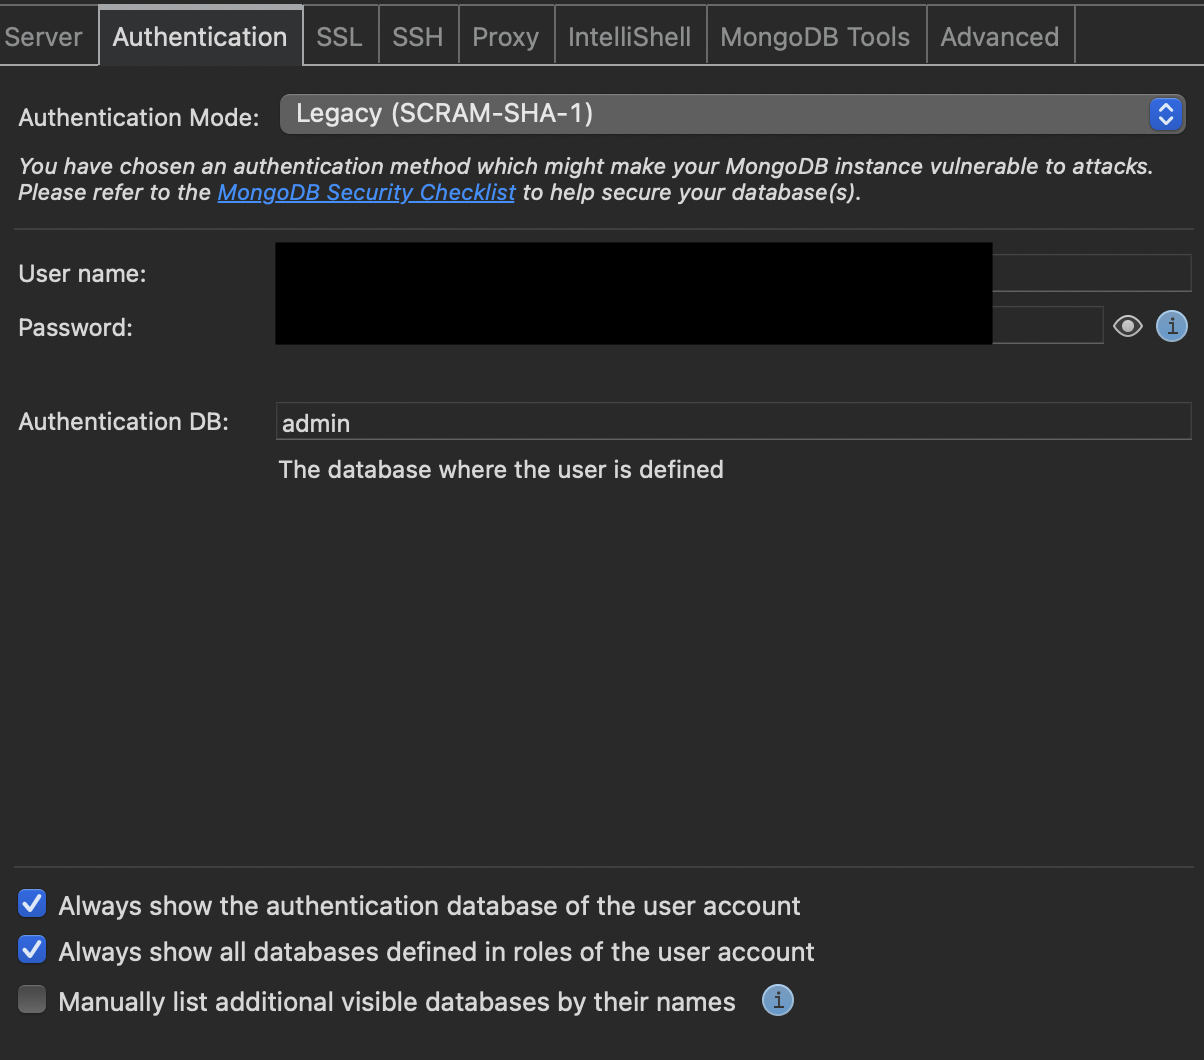 Server Authentication SSL SSH Proxy IntelliShell MongoDB Tools Advanced
Authentication Mode: Legacy (SCRAM-SHA-1)
You have chosen an authentication method which might make your MongoDB instance vulnerable to attacks.
Please refer to the MongoDB Security Checklist to help secure your database(s).
User name:
Password:
Authentication DB: admin
The database where the user is defined
Always show the authentication database of the user account
Always show all databases defined in roles of the user account
Manually list additional visible databases by their names